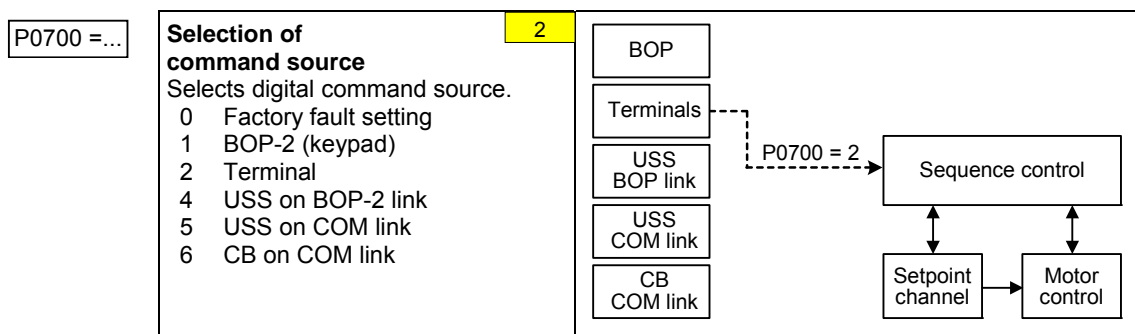 P0700 =...
Selection of
command source
2
Selects digital command source.
0 Factory fault setting
1 BOP-2 (keypad)
2 Terminal
4 USS on BOP-2 link
5 USS on COM link
6 CB on COM link
BOP
Terminals
USS
BOP link
USS
COM link
CB
COM link
P0700 = 2
Sequence control
Setpoint
channel
Motor
control